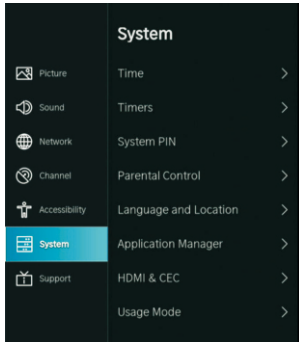 System
Picture
Sound
Network
Channel
Accessibility
System
Support
Time
Timers
System PIN
Parental Control
Language and Location
Application Manager
HDMI & CEC
Usage Mode